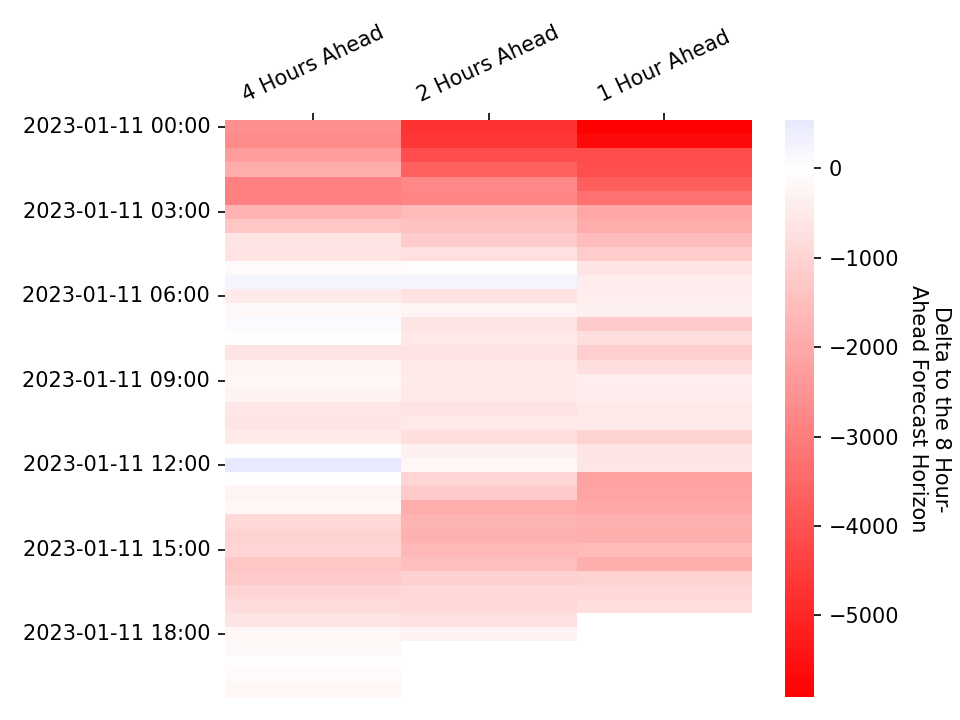 4 Hours Ahead
2 Hours Ahead
1 Hour Ahead
2023-01-11 00:00
2023-01-11 03:00
2023-01-11 06:00
2023-01-11 09:00
2023-01-11 12:00
2023-01-11 15:00
2023-01-11 18:00
0
−1000
−2000
−3000
−4000
−5000
Delta to the 8 Hour-
Ahead Forecast Horizon